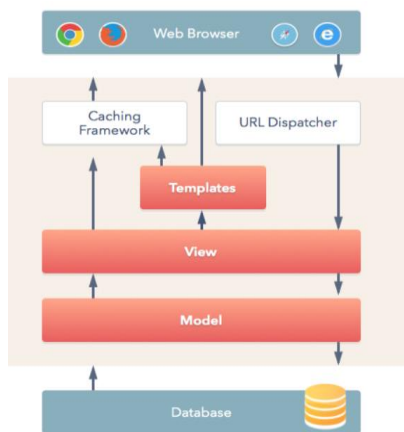 Web Browser
Caching
Framework
URL Dispatcher
Templates
View
Model
Database